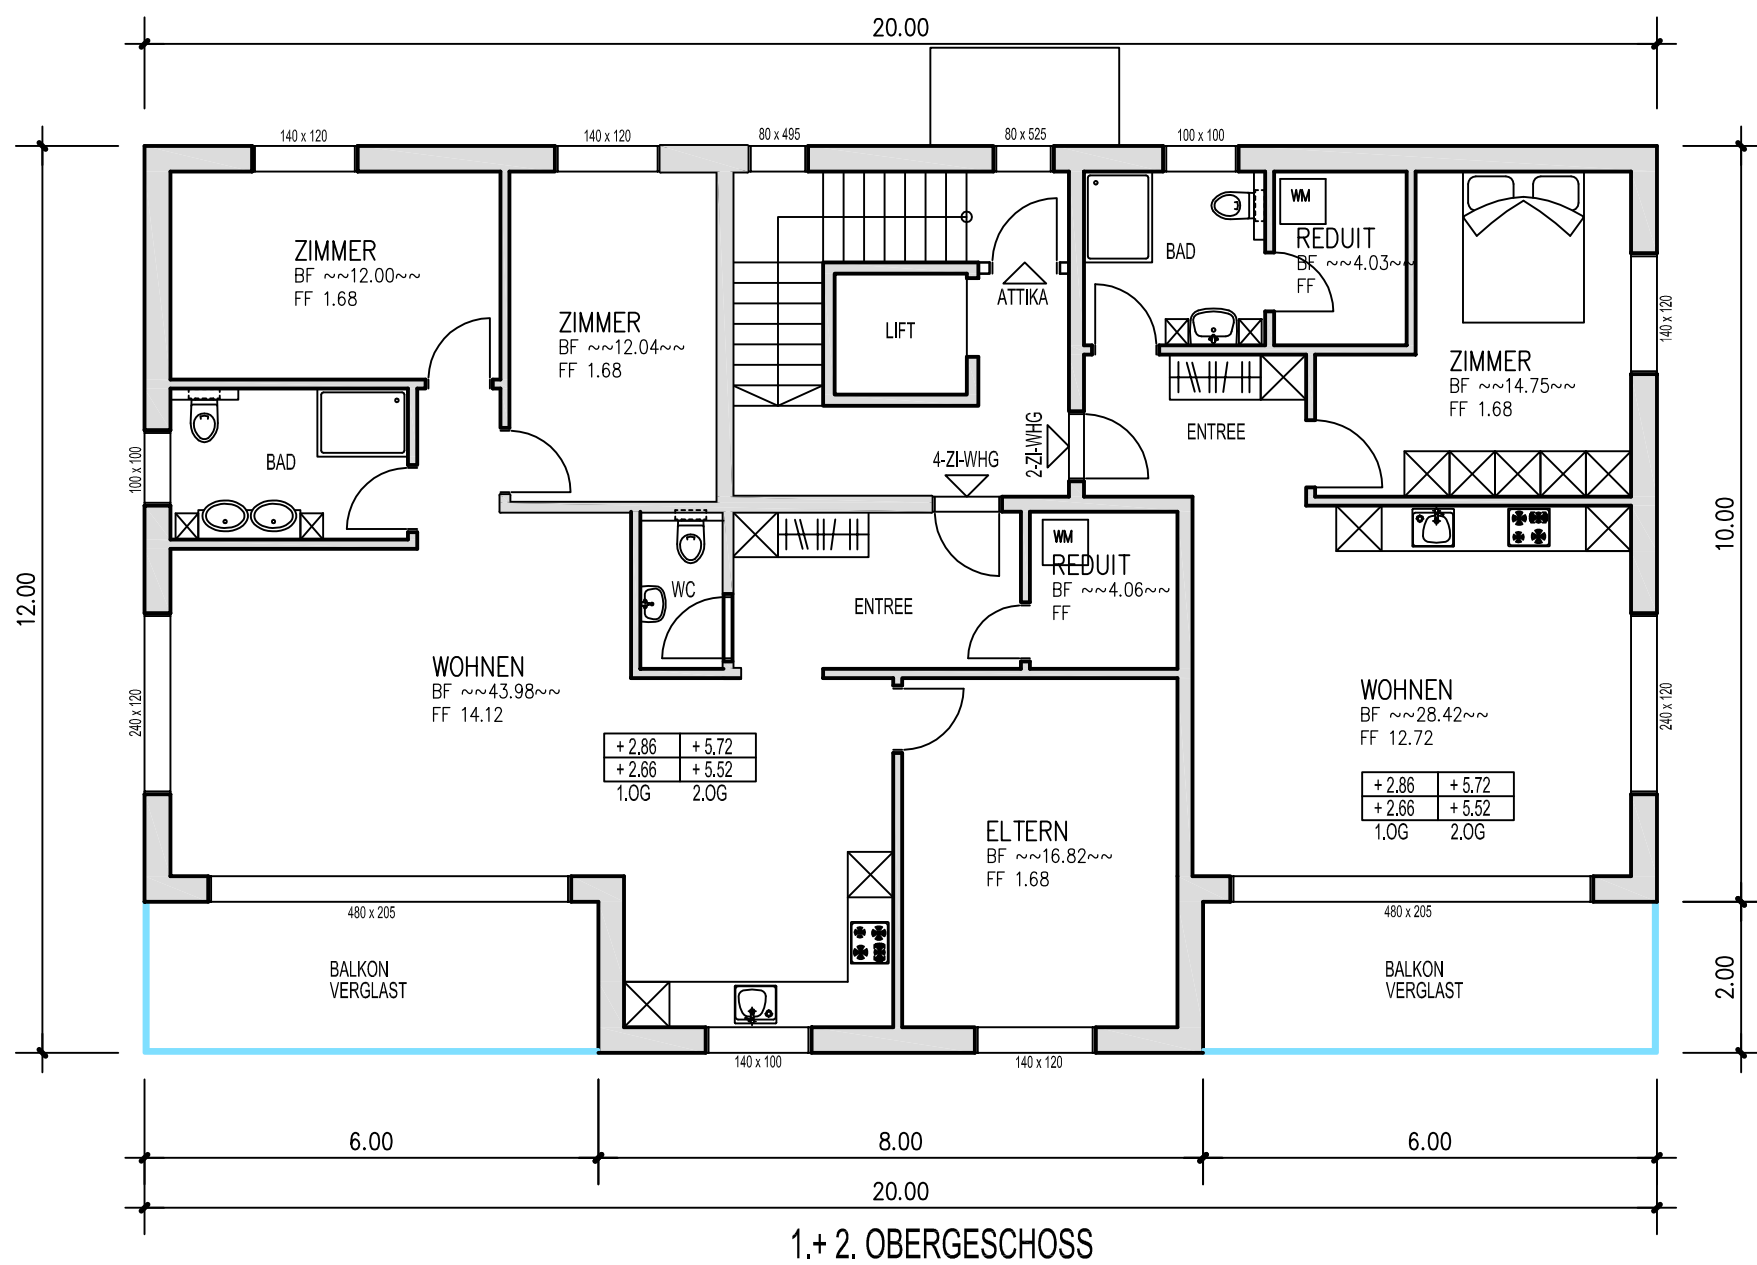 20.00
140 x 120
140 x 120
80 x 495
80 x 525
100 x 100
ZIMMER
BF ~~12.00~~
FF 1.68
ZIMMER
BF ~~12.04~~
FF 1.68
LIFT
ATTIKA
BAD
WM
REDUIT
BF ~~4.03~~
FF
140 x 120
ZIMMER
BF ~~14.75~~
FF 1.68
100 x 100
BAD
4-ZI-WHG
2-ZI-WHG
ENTREE
12.00
10.00
WC
ENTREE
WM
REDUIT
BF ~~4.06~~
FF
240 x 120
WOHNEN
BF ~~43.98~~
FF 14.12
+ 2.86 + 5.72
+ 2.66 + 5.52
1.OG 2.OG
WOHNEN
BF ~~28.42~~
FF 12.72
240 x 120
+ 2.86 + 5.72
+ 2.66 + 5.52
1.OG 2.OG
ELTERN
BF ~~16.82~~
FF 1.68
480 x 205
480 x 205
BALKON
VERGLAST
BALKON
VERGLAST
2.00
140 x 100
140 x 120
6.00
8.00
6.00
20.00
1.+ 2. OBERGESCHOSS